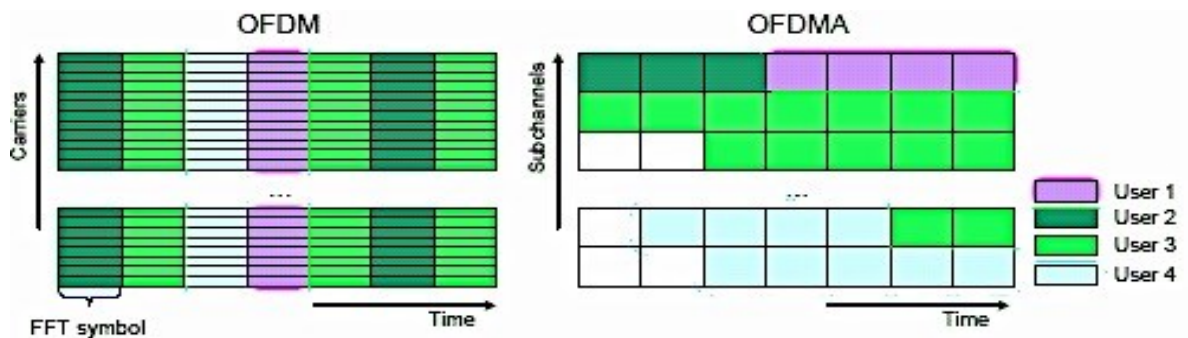 OFDM
Carriers
...
FFT symbol
Time
OFDMA
Subchannels
...
Time
User 1
User 2
User 3
User 4